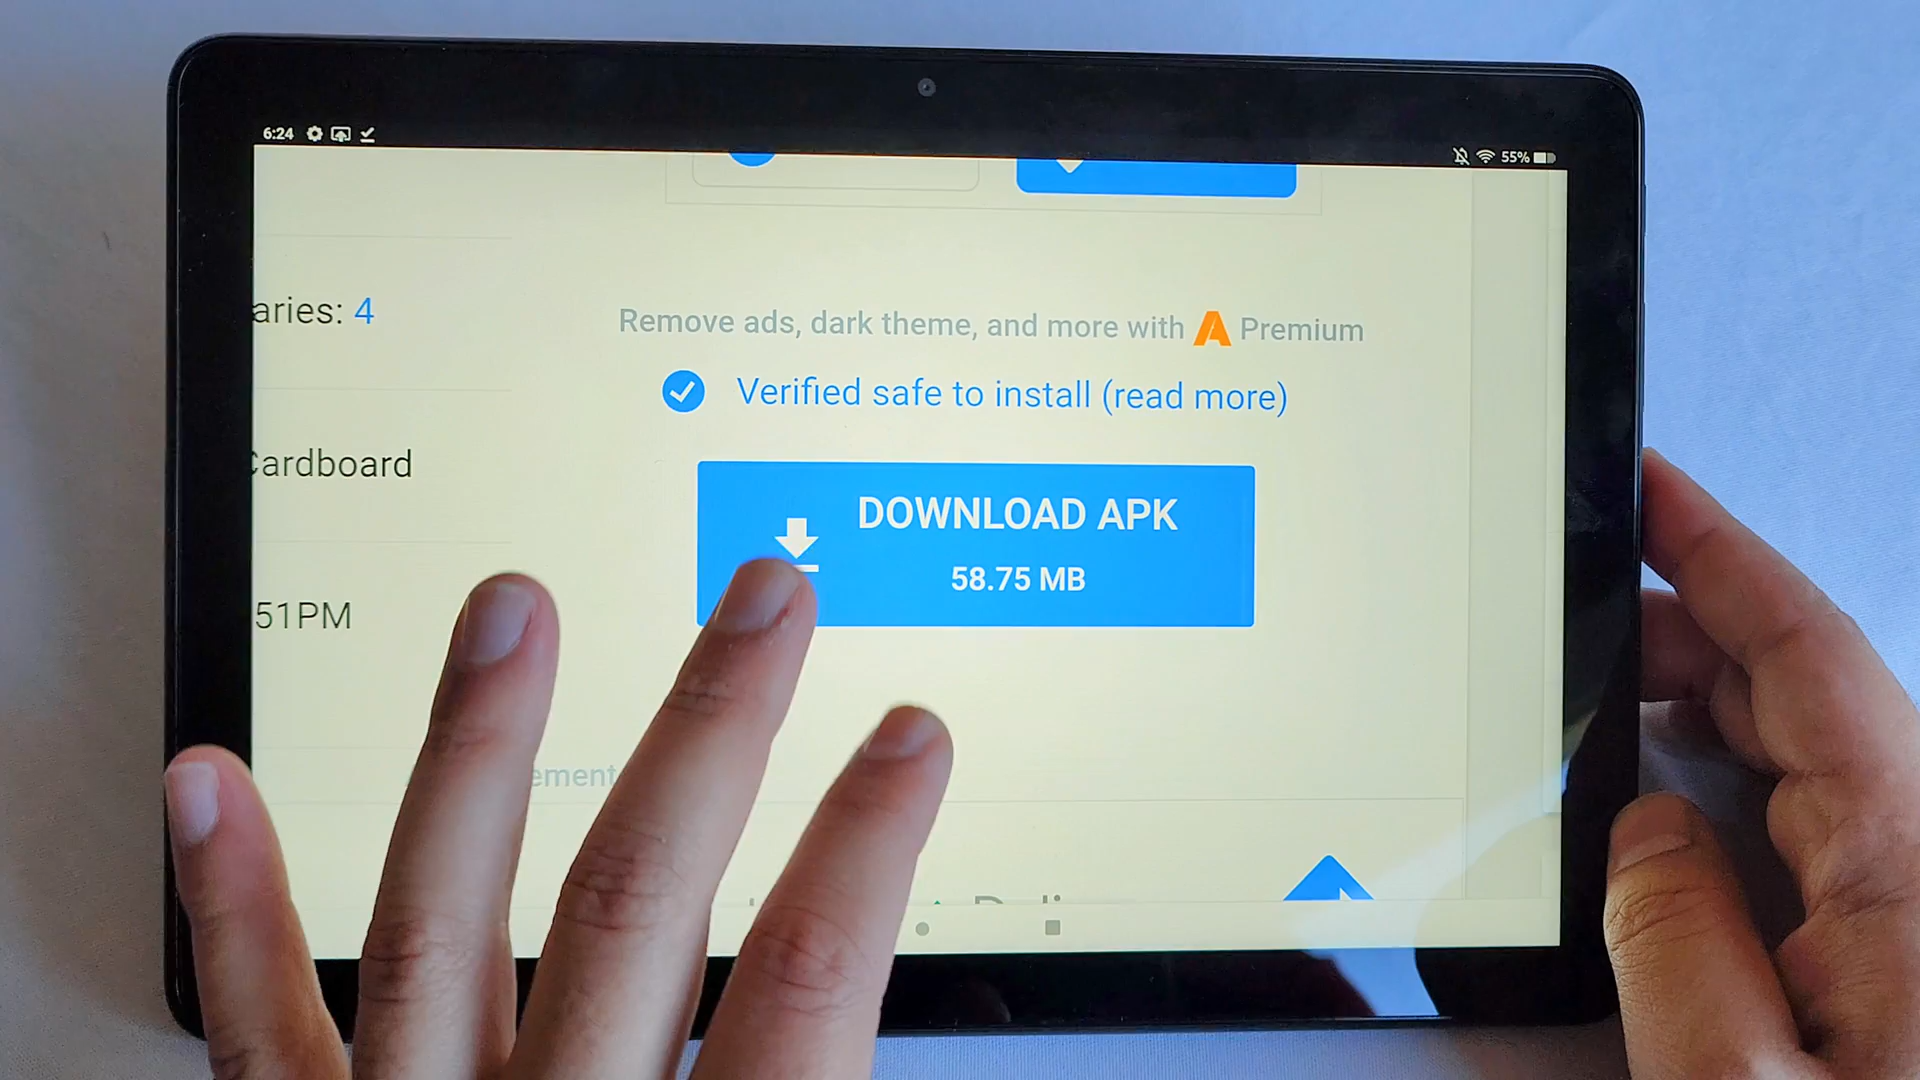 6:24
55%
aries: 4
Remove ads, dark theme, and more with A Premium
Verified safe to install (read more)
ardboard
DOWNLOAD APK
58.75 MB
51PM
ement